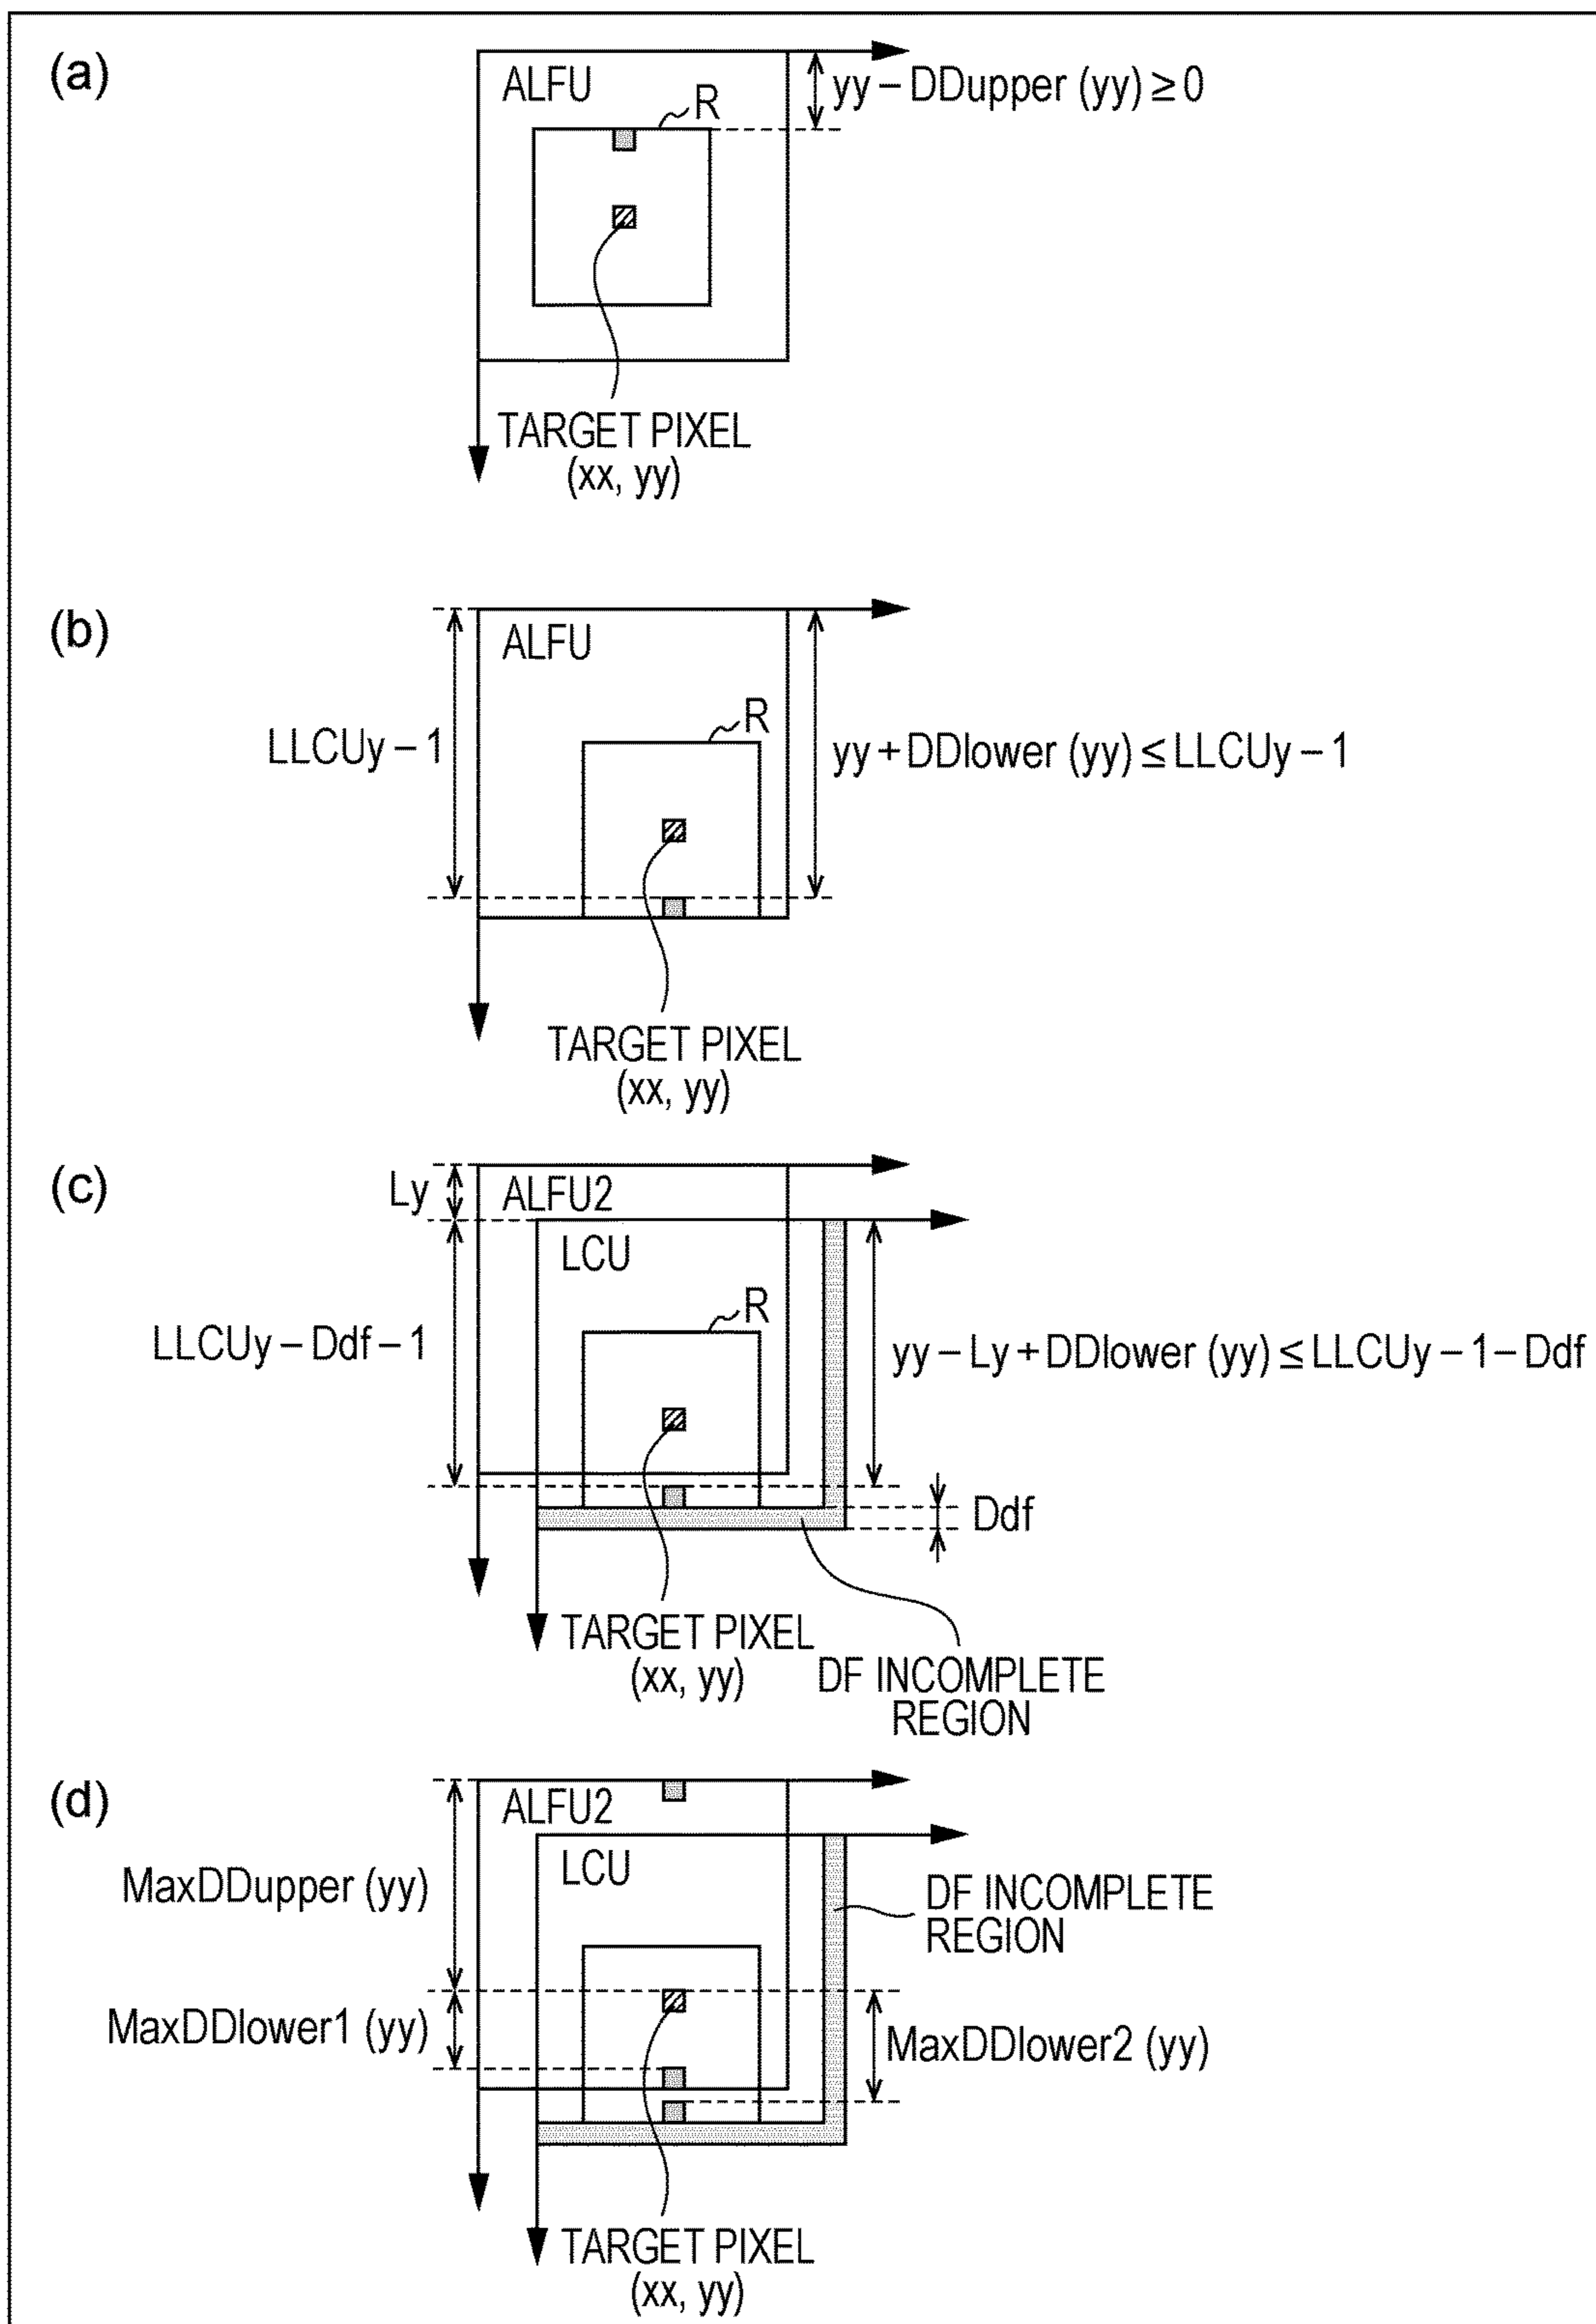 (a)
ALFU
R
yy – DDupper (yy) ≥ 0
TARGET PIXEL
(xx, yy)
(b)
ALFU
LLCUy – 1
R
yy + DDlower (yy) ≤ LLCUy – 1
TARGET PIXEL
(xx, yy)
(c)
Ly
ALFU2
LCU
R
LLCUy – Ddf – 1
yy – Ly + DDlower (yy) ≤ LLCUy – 1 – Ddf
Ddf
TARGET PIXEL
(xx, yy)
DF INCOMPLETE
REGION
(d)
ALFU2
LCU
MaxDDupper (yy)
DF INCOMPLETE
REGION
MaxDDlower1 (yy)
MaxDDlower2 (yy)
TARGET PIXEL
(xx, yy)